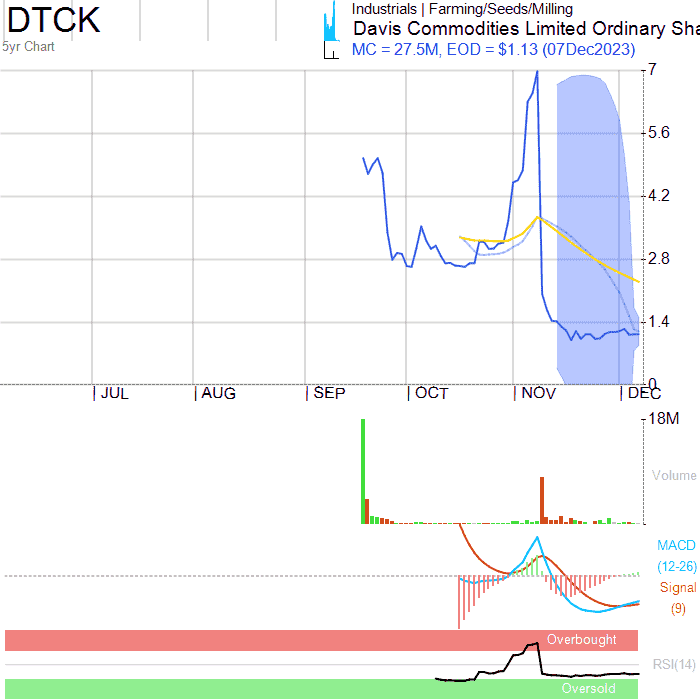 DTCK
5yr Chart
Industrials | Farming/Seeds/Milling
Davis Commodities Limited Ordinary Sha
MC = 27.5M, EOD = $1.13 (07Dec2023)
7
5.6
4.2
2.8
1.4
0
JUL AUG SEP OCT NOV DEC
18M
Volume
MACD
(12-26)
Signal
(9)
Overbought
RSI(14)
Oversold